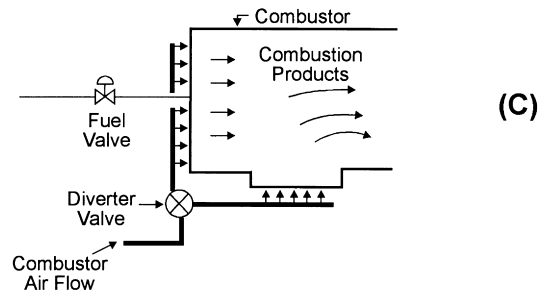 Combustor
Combustion
Products
(C)
Fuel
Valve
Diverter
Valve
Combustor
Air Flow